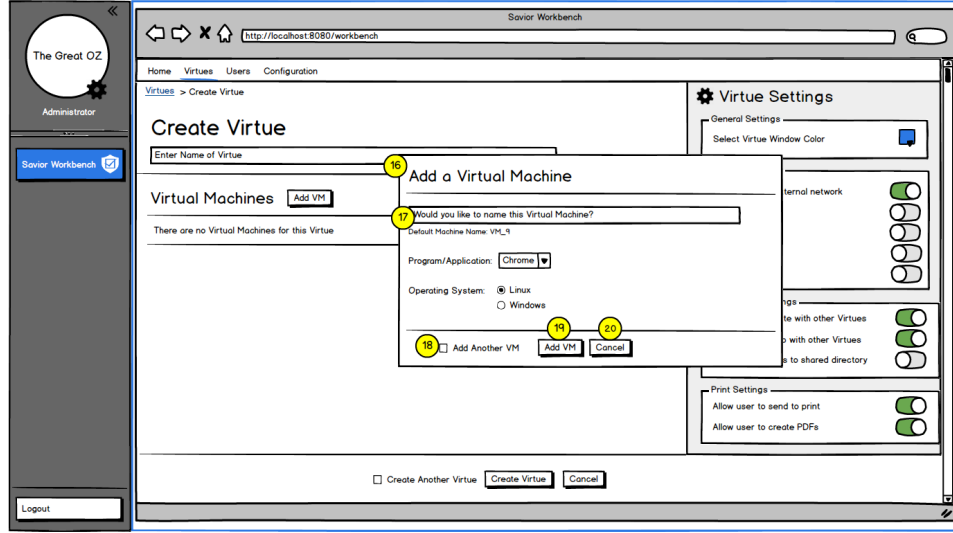 «
The Great OZ
Administrator
Savior Workbench
Logout
Savior Workbench
http://localhost:8080/workbench
Home Virtues Users Configuration
Virtues > Create Virtue
Create Virtue
Enter Name of Virtue
Virtual Machines Add VM
There are no Virtual Machines for this Virtue
16
Add a Virtual Machine
17
Would you like to name this Virtual Machine?
Default Machine Name: VM_9
Program/Application: Chrome
Operating System: Linux
Windows
18 19 20
Add Another VM Add VM Cancel
Create Another Virtue Create Virtue Cancel
Virtue Settings
General Settings
Select Virtue Window Color
network
with other Virtues
with other Virtues
to shared directory
Print Settings
Allow user to send to print
Allow user to create PDFs